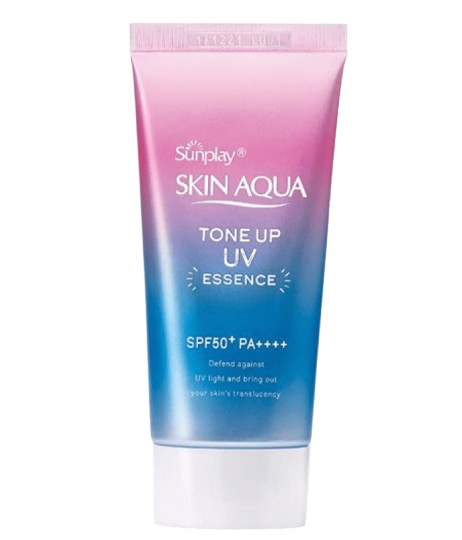 Sunplay®
SKIN AQUA
TONE UP
UV
ESSENCE
SPF50+ PA++++
Defend against
UV light and bring out
your skin's translucency